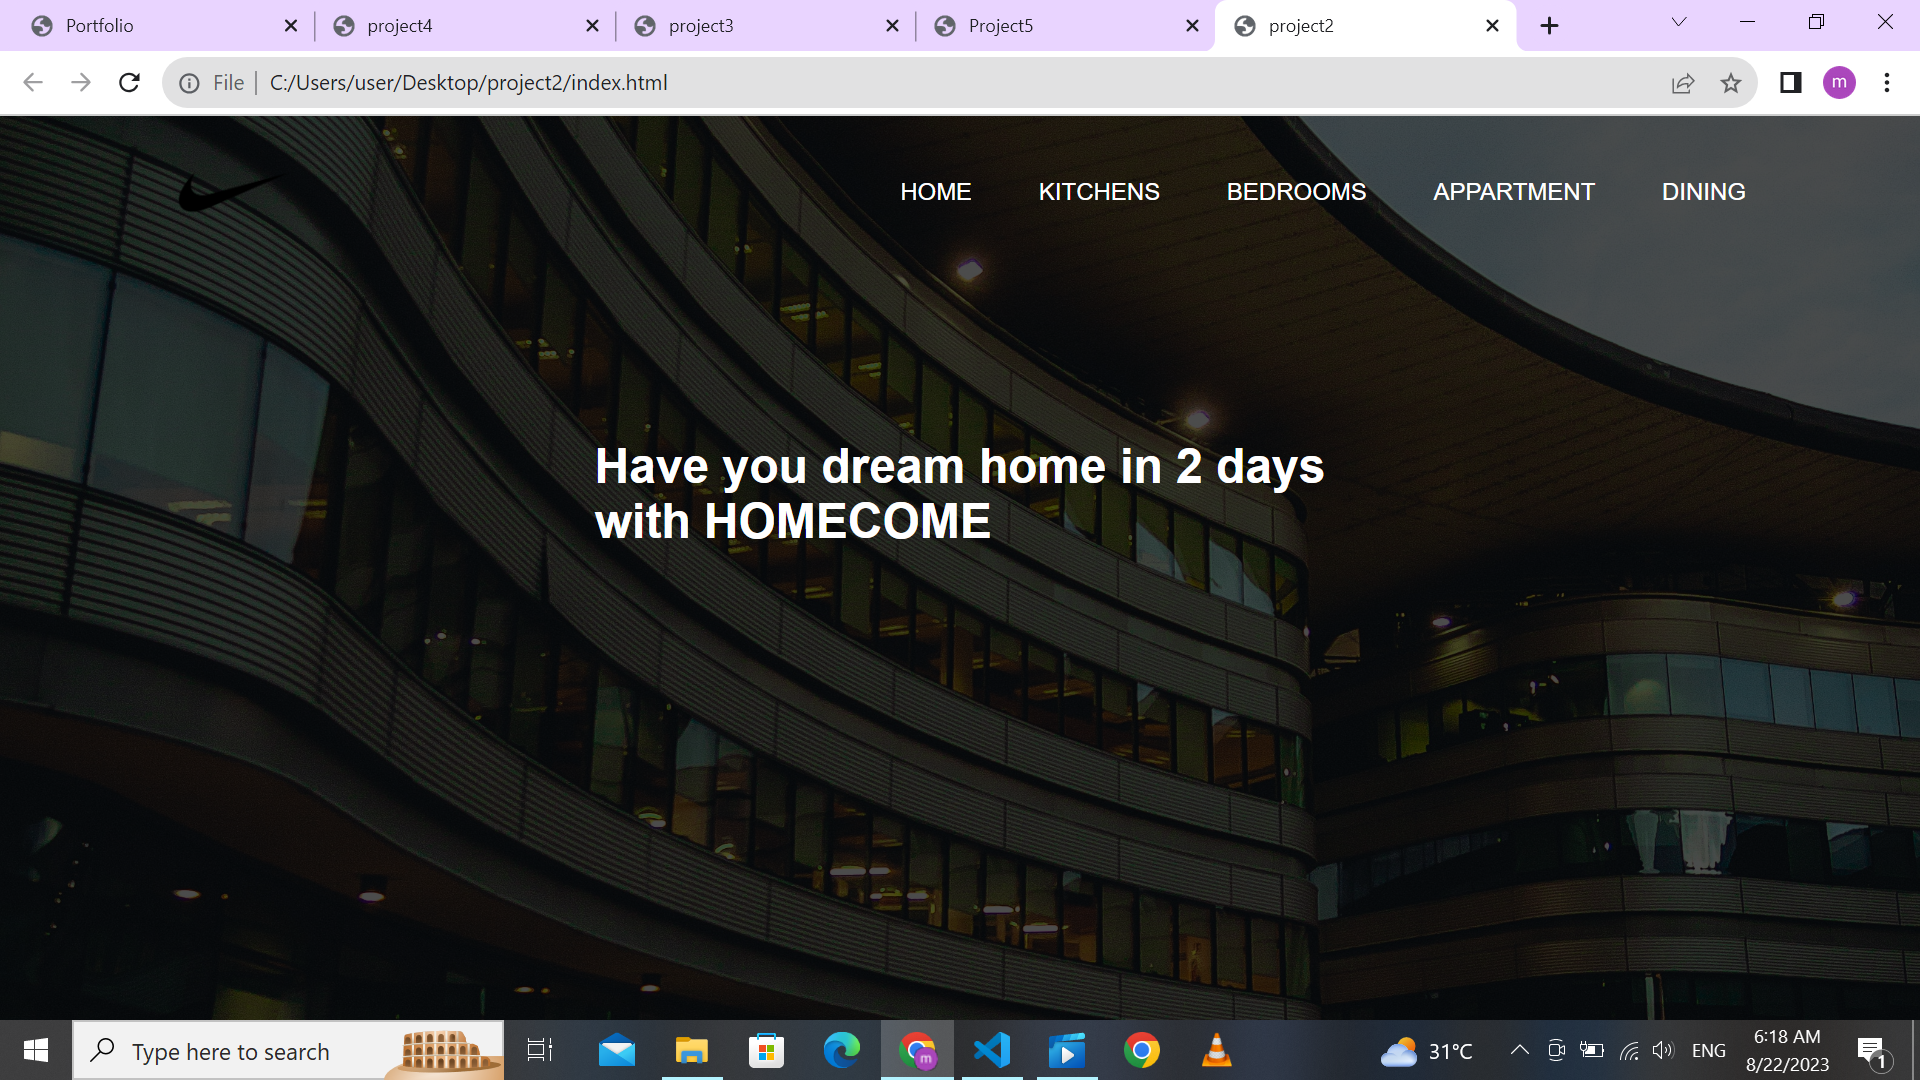 Portfolio
project4
project3
Project5
project2
File
C:/Users/user/Desktop/project2/index.html
m
HOME
KITCHENS
BEDROOMS
APPARTMENT
DINING
Have you dream home in 2 days
with HOMECOME
Type here to search
m
31°C
ENG
6:18 AM
8/22/2023
1